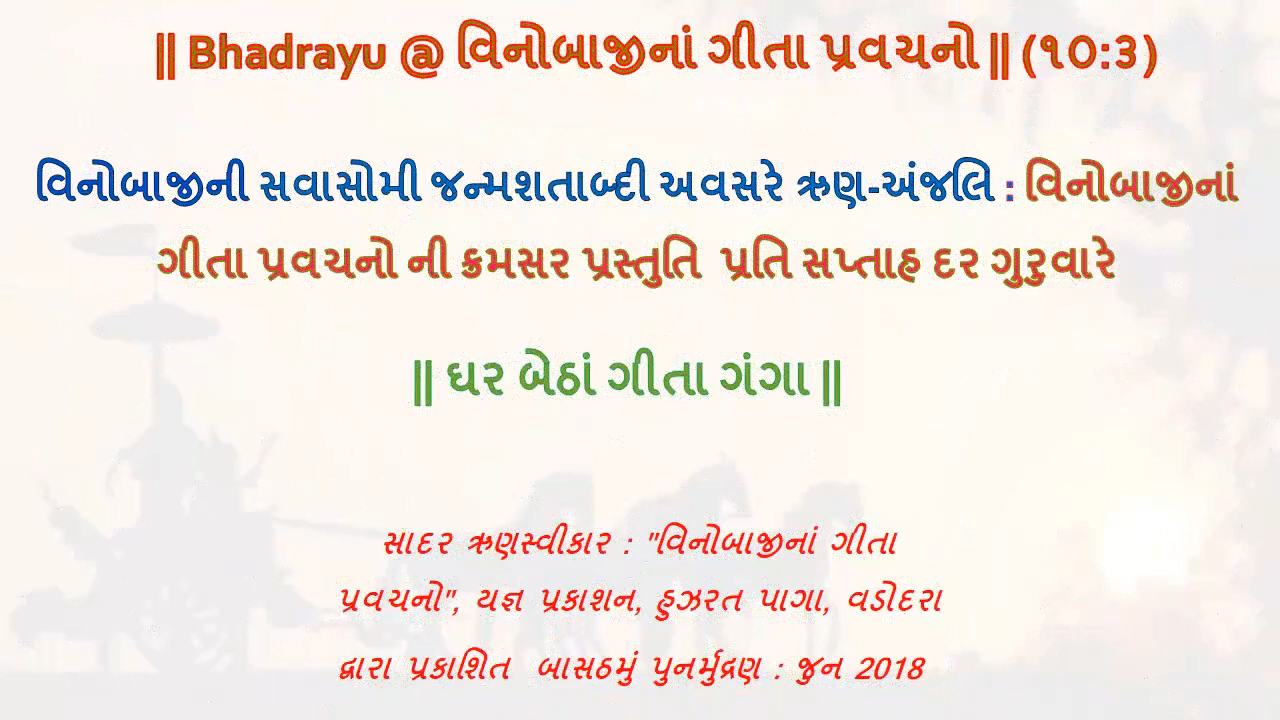 || Bhadrayu @ વિનોબાજીનાં ગીતા પ્રવચનો || (૧૦:૩)
વિનોબાજીની સવાસોમી જન્મશતાબ્દી અવસરે ઋણ-અંજલિ : વિનોબાજીનાં
ગીતા પ્રવચનો ની ક્રમસર પ્રસ્તુતિ પ્રતિ સપ્તાહ દર ગુરુવારે
|| ઘર બેઠાં ગીતા ગંગા ||
સાદર ઋણસ્વીકાર : "વિનોબાજીનાં ગીતા
પ્રવચનો", યજ્ઞ પ્રકાશન, હુઝરત પાગા, વડોદરા
દ્વારા પ્રકાશિત બાસઠમું પુનર્મુદ્રણ : જુન 2018